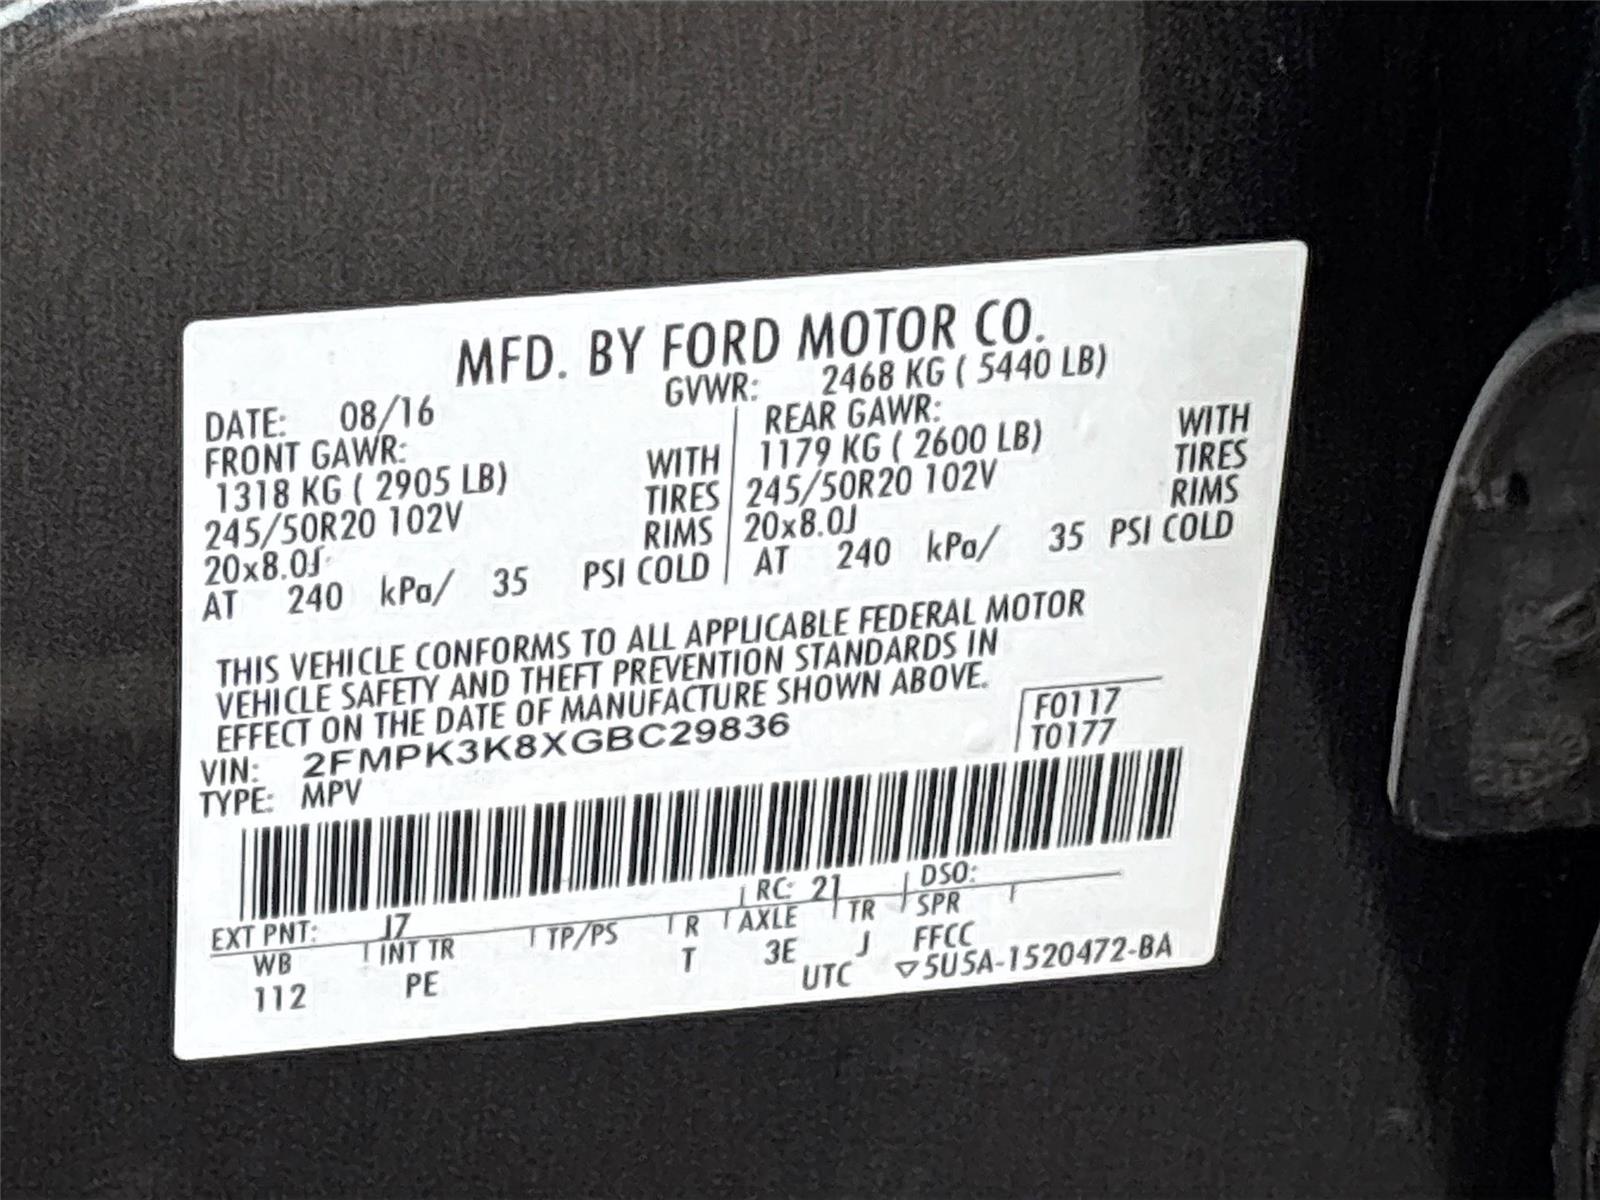 MFD. BY FORD MOTOR CO.
DATE: 08/16 GVWR: 2468 KG ( 5440 LB)
FRONT GAWR: REAR GAWR:
1318 KG ( 2905 LB) WITH 1179 KG ( 2600 LB) WITH
245/50R20 102V TIRES 245/50R20 102V TIRES
20x8.0J RIMS 20x8.0J RIMS
AT 240 kPa/ 35 PSI COLD AT 240 kPa/ 35 PSI COLD
THIS VEHICLE CONFORMS TO ALL APPLICABLE FEDERAL MOTOR
VEHICLE SAFETY AND THEFT PREVENTION STANDARDS IN
EFFECT ON THE DATE OF MANUFACTURE SHOWN ABOVE.
F0117
VIN: 2FMPK3K8XGBC29836 T0177
TYPE: MPV
EXT PNT: J7 RC: 21 DSO:
WB INT TR TP/PS R AXLE TR SPR
112 PE T 3E J FFCC
UTC ▽5U5A-1520472-BA